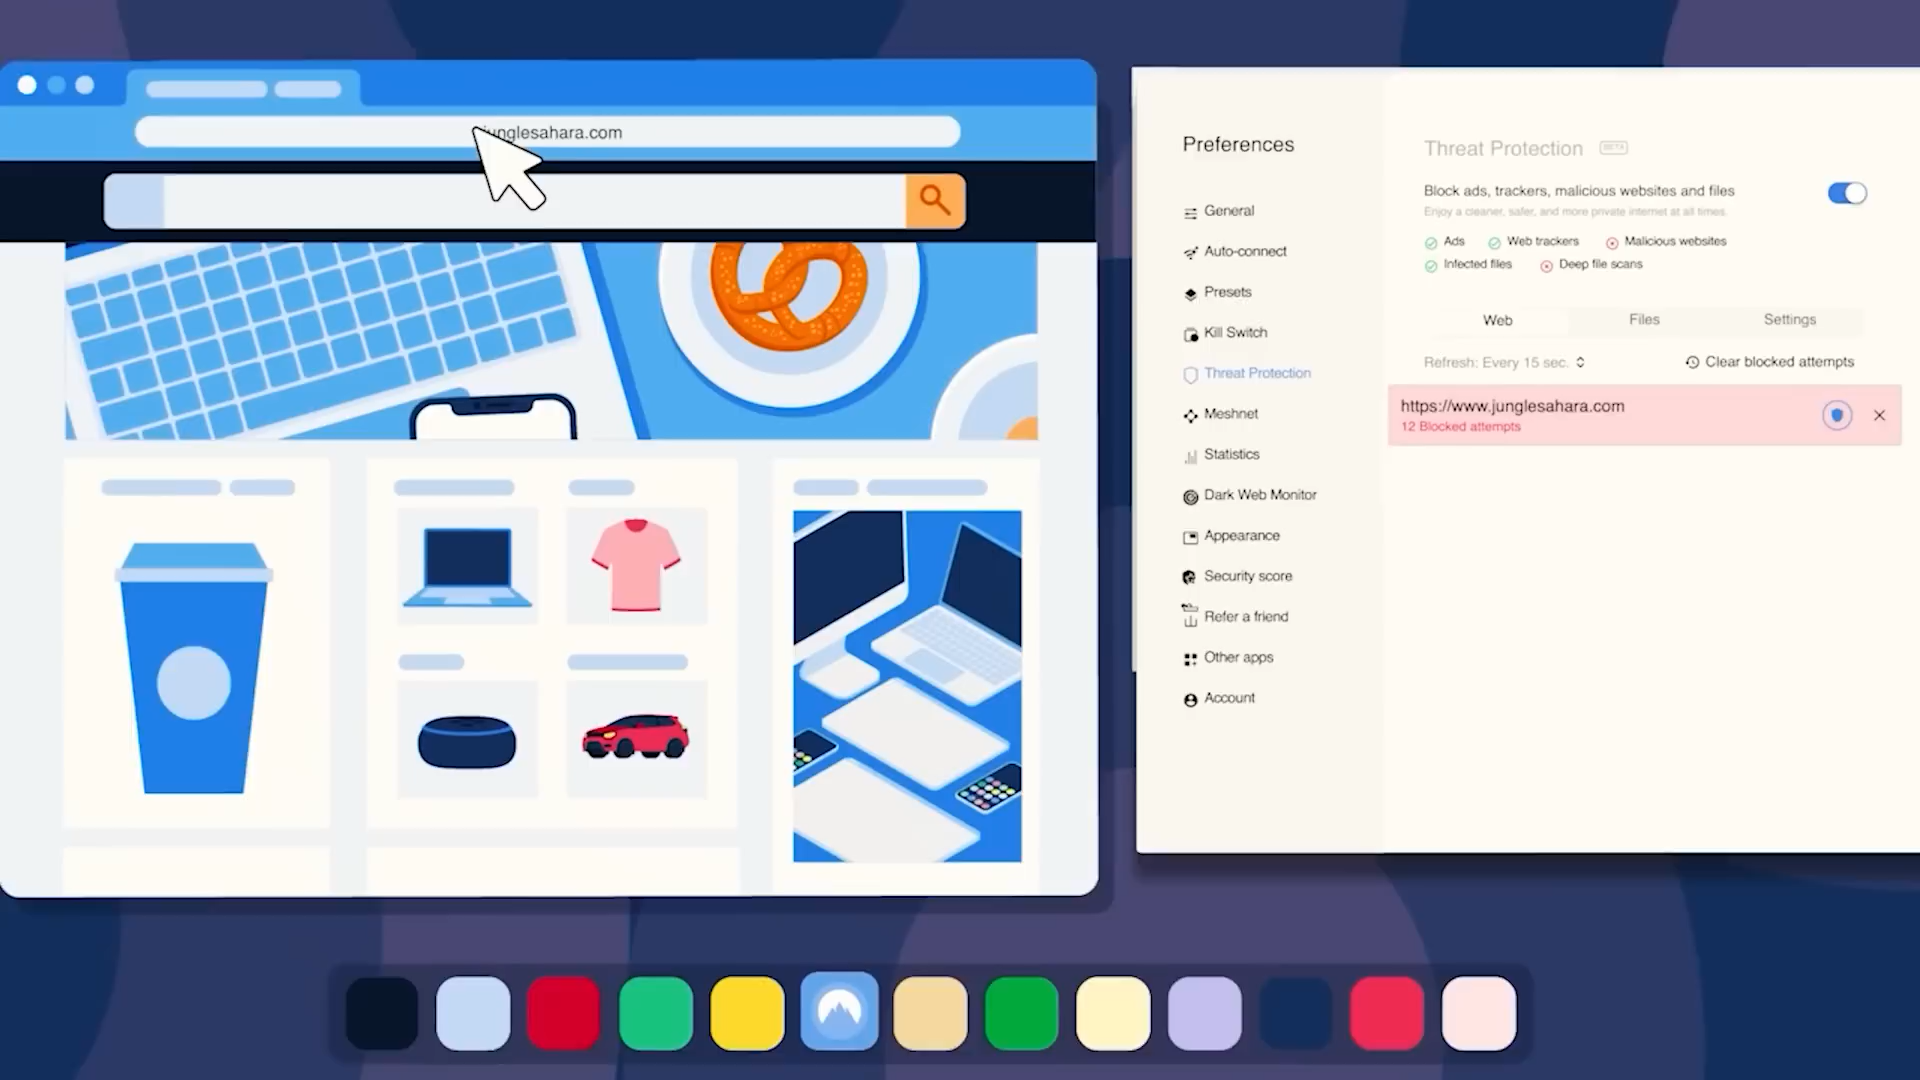 junglesahara.com
Preferences
General
Auto-connect
Presets
Kill Switch
Threat Protection
Meshnet
Statistics
Dark Web Monitor
Appearance
Security score
Refer a friend
Other apps
Account
Threat Protection BETA
Block ads, trackers, malicious websites and files
Enjoy a cleaner, safer, and more private internet at all times.
Ads Web trackers Malicious websites
Infected files Deep file scans
Web Files Settings
Refresh: Every 15 sec. Clear blocked attempts
https://www.junglesahara.com
12 Blocked attempts